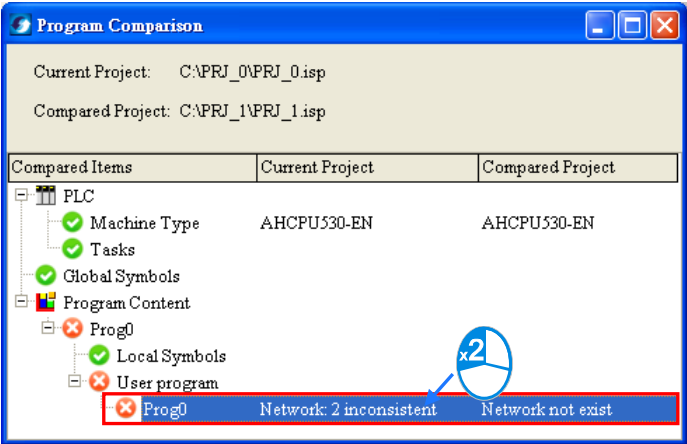 Program Comparison
Current Project: C:\PRJ_0\PRJ_0.isp
Compared Project: C:\PRJ_1\PRJ_1.isp
Compared Items Current Project Compared Project
PLC
Machine Type AHCPU530-EN AHCPU530-EN
Tasks
Global Symbols
Program Content
Prog0
Local Symbols
x2
User program
Prog0 Network: 2 inconsistent Network not exist